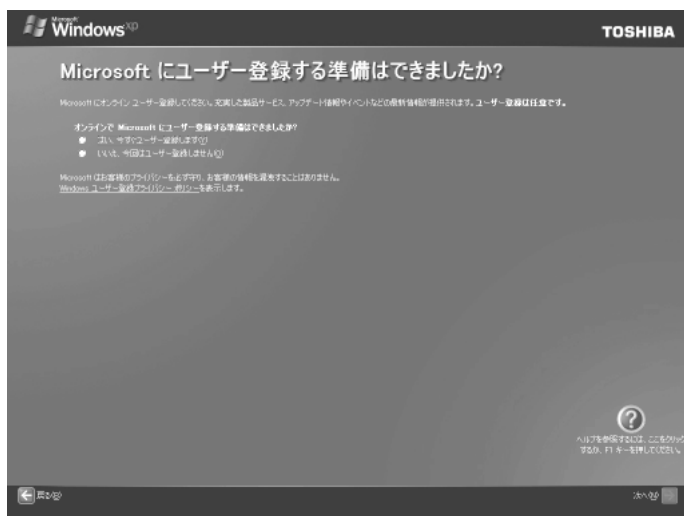 Microsoft
Windows xp
TOSHIBA
Microsoft にユーザー登録する準備はできましたか?
Microsoft にオンライン ユーザー登録してください。充実した製品サービス、アップデート情報やイベントなどの最新情報が提供されます。ユーザー登録は任意です。
オンラインで Microsoft にユーザー登録する準備はできましたか?
はい、今すぐユーザー登録します(Y)
いいえ、今回はユーザー登録しません(O)
Microsoft はお客様のプライバシーを必ず守り、お客様の情報を漏洩することはありません。
Windows ユーザー登録プライバシー ポリシーを表示します。
ヘルプを参照するには、ここをクリック
するか、F1 キーを押してください。
戻る(B)
次へ(N)